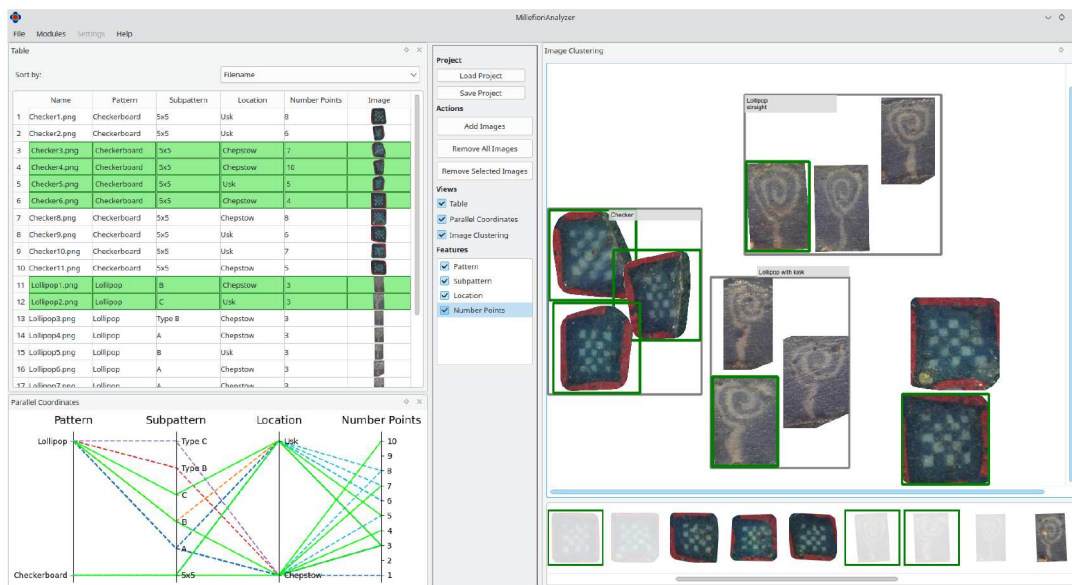 MillefioriAnalyzer
File Modules Settings Help
Table
Sort by: Filename
Name Pattern Subpattern Location Number Points Image
1 Checker1.png Checkerboard 5x5 Usk 8
2 Checker2.png Checkerboard 5x5 Usk 6
3 Checker3.png Checkerboard 5x5 Chepstow 7
4 Checker4.png Checkerboard 5x5 Chepstow 10
5 Checker5.png Checkerboard 5x5 Usk 5
6 Checker6.png Checkerboard 5x5 Chepstow 4
7 Checker8.png Checkerboard 5x5 Chepstow 8
8 Checker9.png Checkerboard 5x5 Usk 6
9 Checker10.png Checkerboard 5x5 Usk 7
10 Checker11.png Checkerboard 5x5 Chepstow 5
11 Lollipop1.png Lollipop B Chepstow 3
12 Lollipop2.png Lollipop C Usk 3
13 Lollipop3.png Lollipop Type B Chepstow 3
14 Lollipop4.png Lollipop A Chepstow 3
15 Lollipop5.png Lollipop B Usk 3
16 Lollipop6.png Lollipop A Chepstow 3
17 Lollipop7.png Lollipop A Chepstow 3
Parallel Coordinates
Pattern Subpattern Location Number Points
Lollipop
Checkerboard
Type C
Type B
C
B
A
5x5
Usk
Chepstow
10
9
8
7
6
5
4
3
2
1
Project
Load Project
Save Project
Actions
Add Images
Remove All Images
Remove Selected Images
Views
Table
Parallel Coordinates
Image Clustering
Features
Pattern
Subpattern
Location
Number Points
Image Clustering
Lollipop
straight
Checker
Lollipop with kink